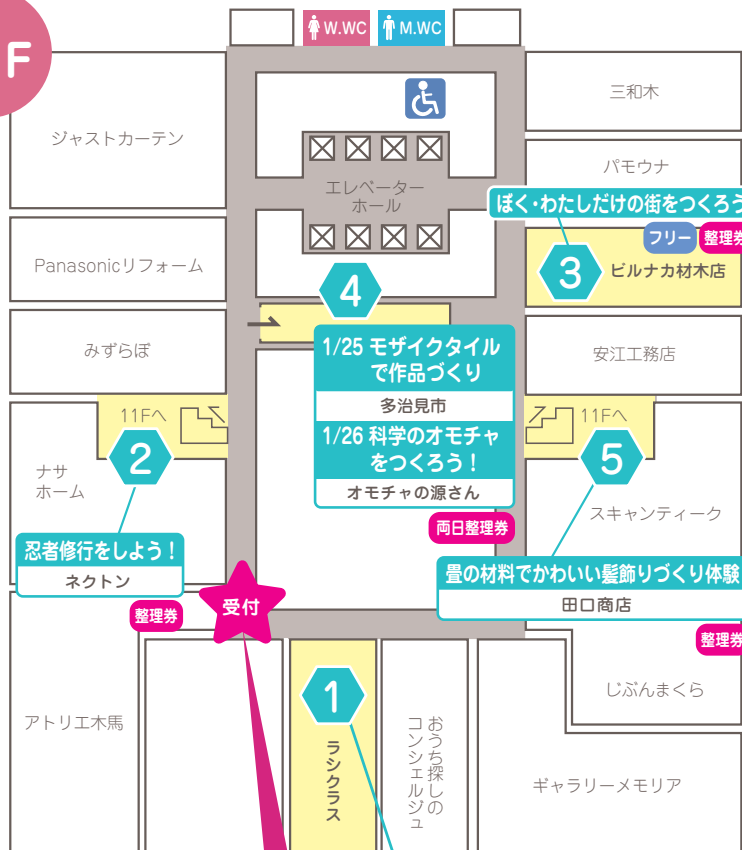 F
W.WC
M.WC
ジャストカーテン
三和木
エレベーター
ホール
パモウナ
ぼく・わたしだけの街をつくろう
フリー
整理券
3
ビルナカ材木店
Panasonicリフォーム
4
みずらぼ
1/25 モザイクタイル
で作品づくり
多治見市
1/26 科学のオモチャ
をつくろう！
オモチャの源さん
両日整理券
安江工務店
11Fへ
2
11Fへ
5
ナサ
ホーム
スキャンティーク
忍者修行をしよう！
ネクトン
整理券
受付
畳の材料でかわいい髪飾りづくり体験
田口商店
整理券
じぶんまくら
アトリエ木馬
1
ラシクラス
おうち探しの
コンシェルジュ
ギャラリーメモリア